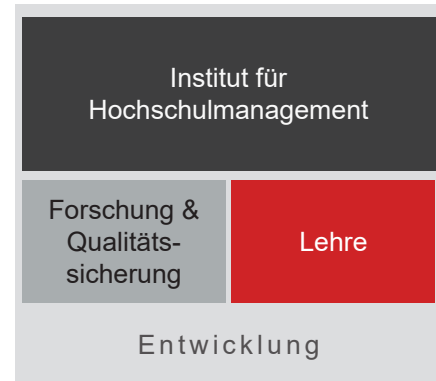 Institut für
Hochschulmanagement
Forschung &
Qualitäts-
sicherung
Lehre
Entwicklung